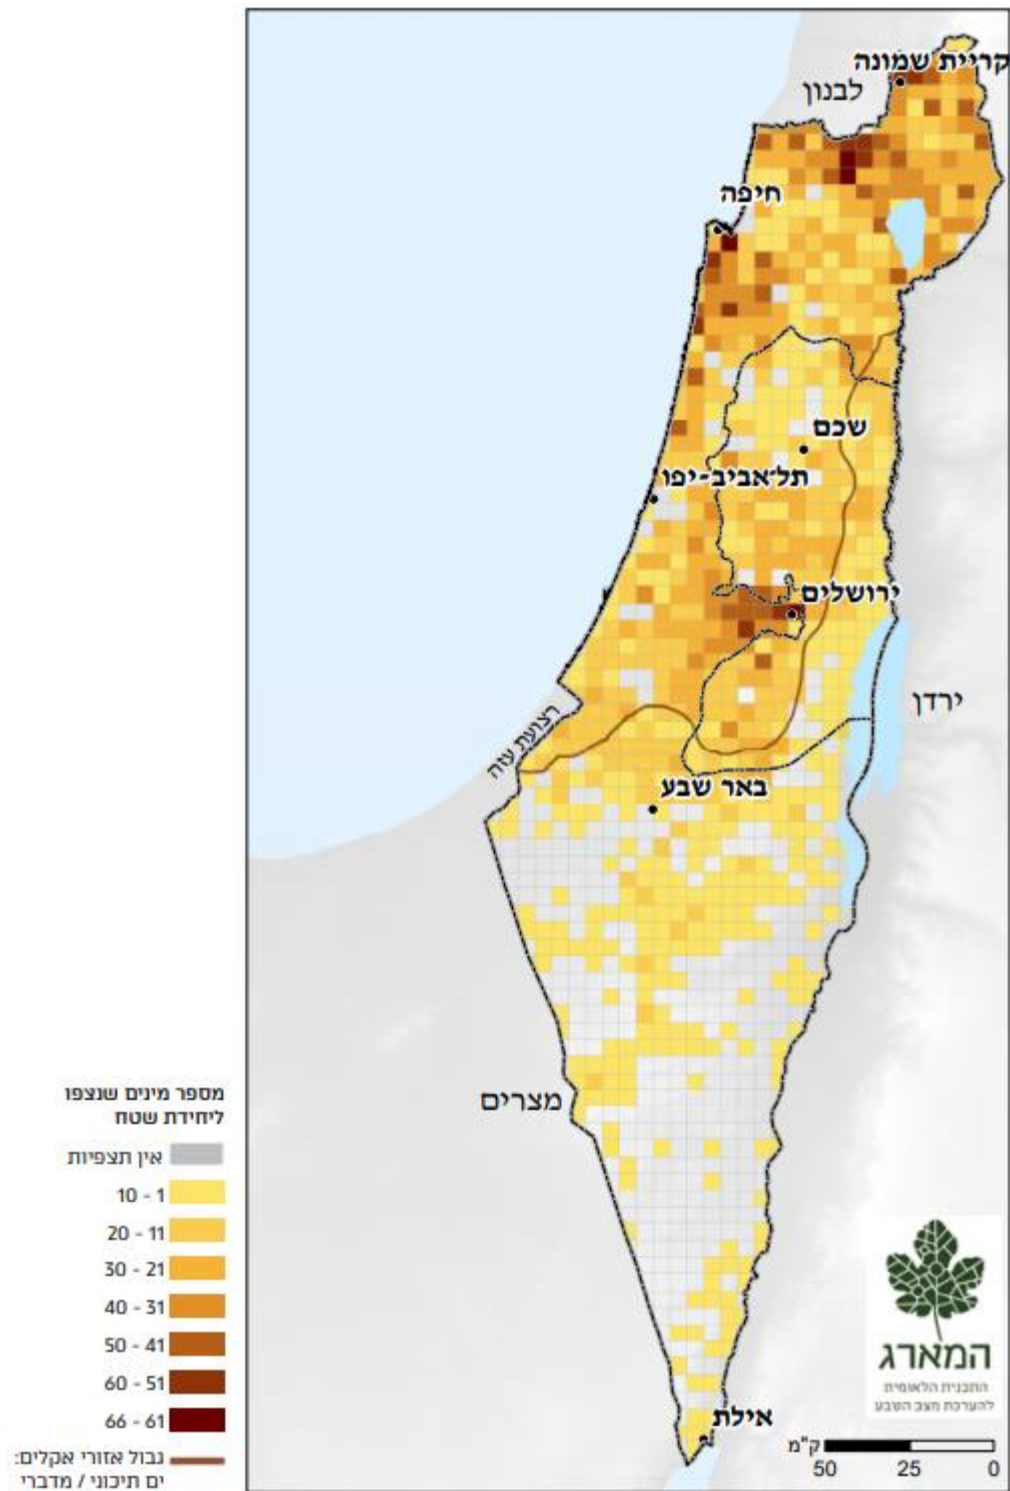 קריית שמונה
לבנון
חיפה
שכם
תל־אביב-יפו
ירושלים
ירדן
רצועת עזה
באר שבע
מצרים
אילת
מספר מינים שנצפו
ליחידת שטח
אין תצפיות
10 - 1
20 - 11
30 - 21
40 - 31
50 - 41
60 - 51
66 - 61
גבול אזורי אקלים:
ים תיכוני / מדברי
המארג
התכנית הלאומית
להערכת מצב הטבע
ק"מ
50 25 0